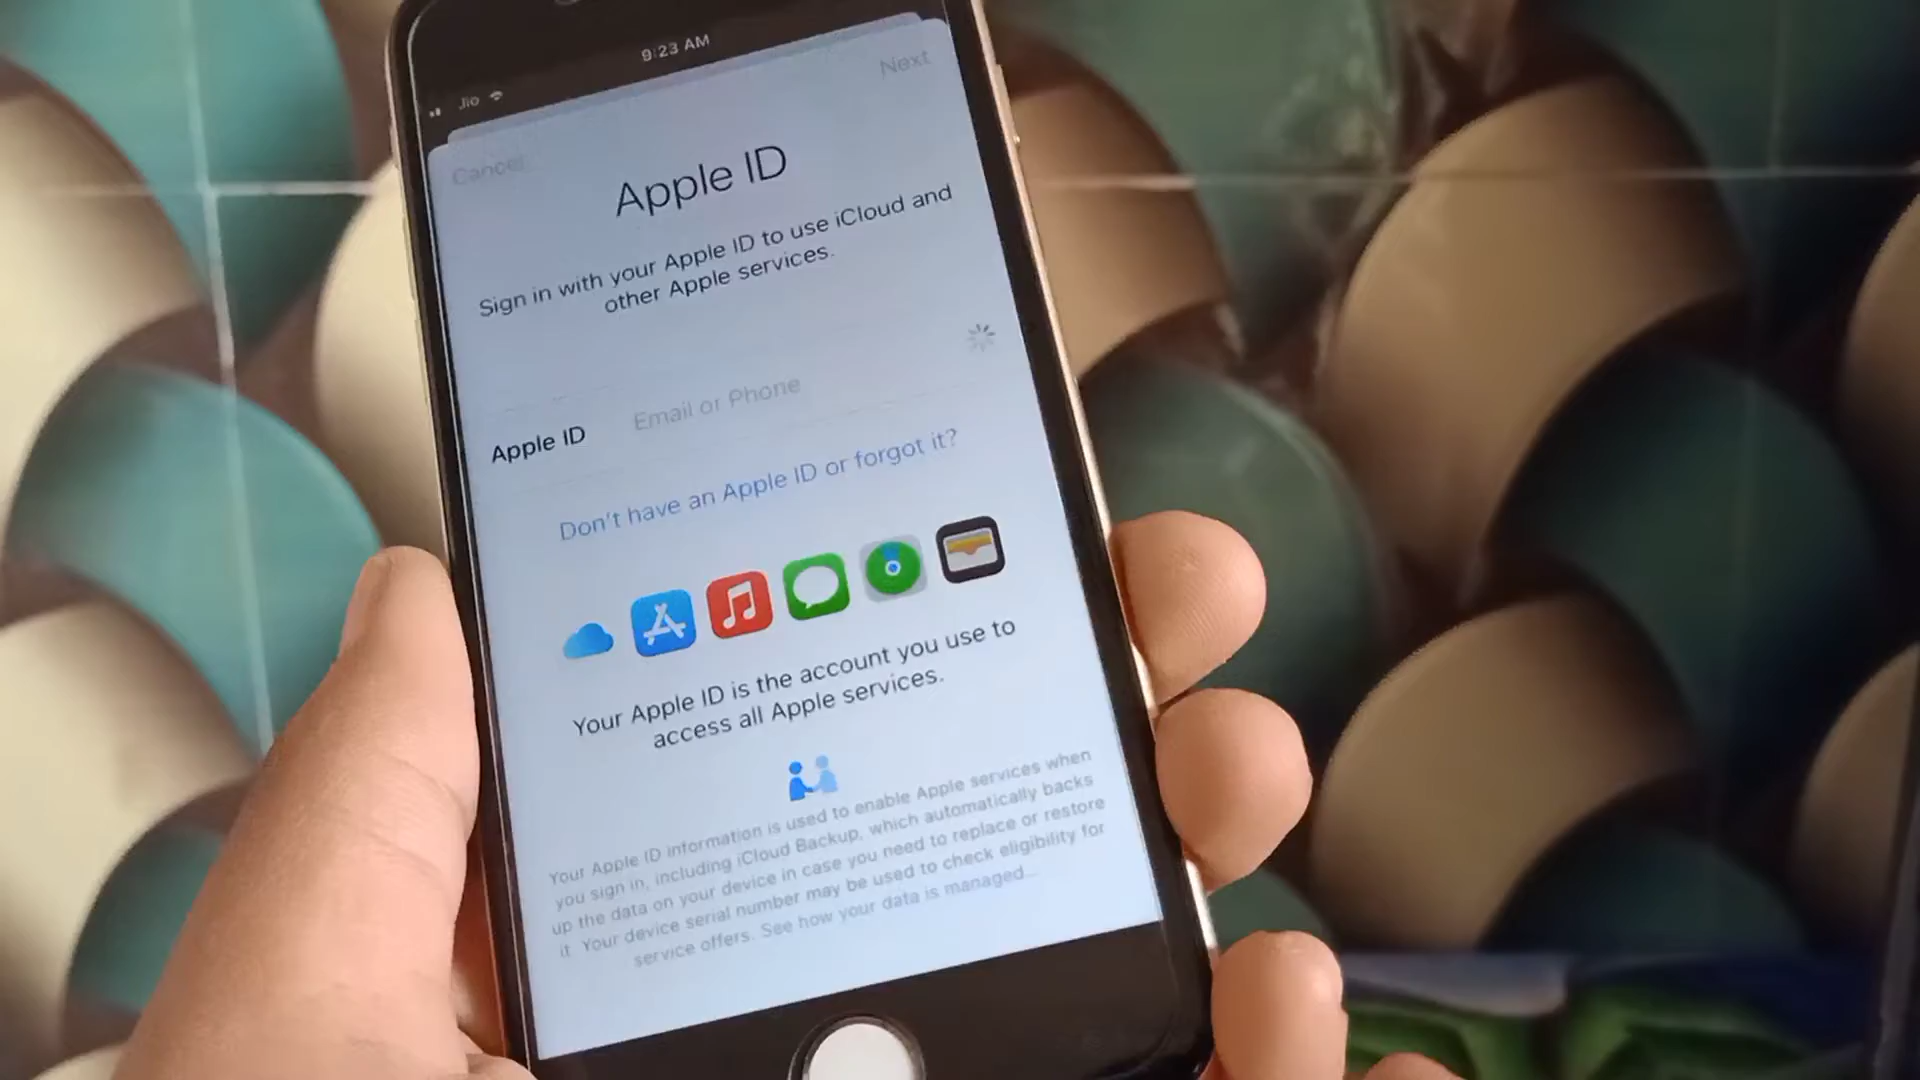 9:23 AM
Jio
Next
Cancel
Apple ID
Sign in with your Apple ID to use iCloud and
other Apple services.
Apple ID Email or Phone
Don't have an Apple ID or forgot it?
Your Apple ID is the account you use to
access all Apple services.
Your Apple ID information is used to enable Apple services when
you sign in, including iCloud Backup, which automatically backs
up the data on your device in case you need to replace or restore
it. Your device serial number may be used to check eligibility for
service offers. See how your data is managed...